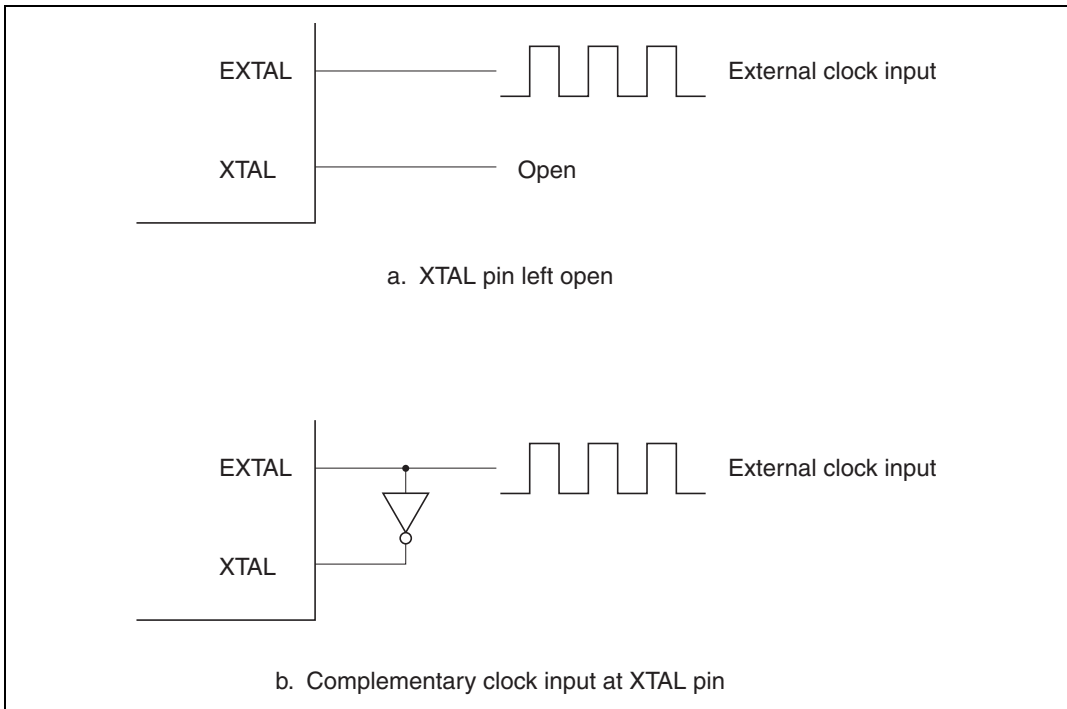 EXTAL
External clock input
XTAL
Open
a. XTAL pin left open
EXTAL
External clock input
XTAL
b. Complementary clock input at XTAL pin